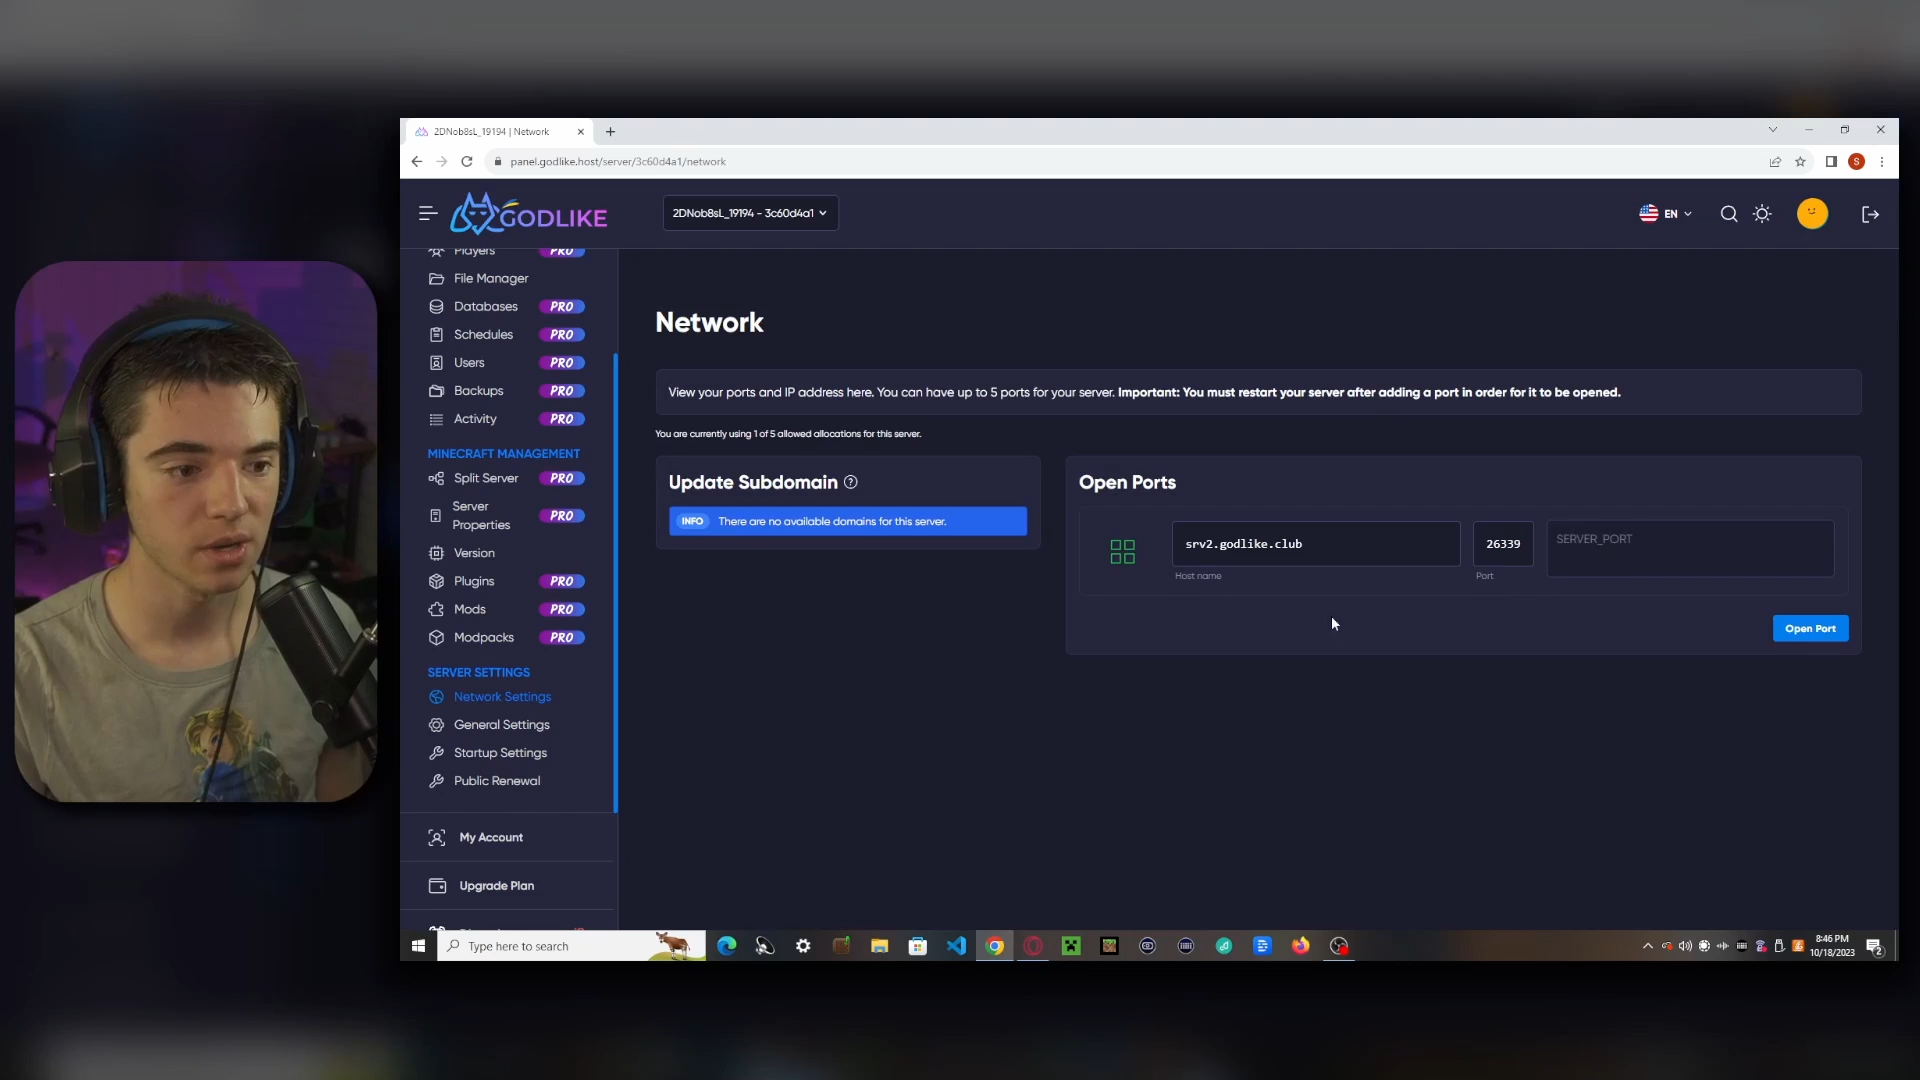 2DNob8sL_19194 | Network
panel.godlike.host/server/3c60d4a1/network
S
GODLIKE
2DNob8sL_19194 - 3c60d4a1
EN
Players PRO
File Manager
Databases PRO
Schedules PRO
Users PRO
Backups PRO
Activity PRO
MINECRAFT MANAGEMENT
Split Server PRO
Server
Properties PRO
Version
Plugins PRO
Mods PRO
Modpacks PRO
SERVER SETTINGS
Network Settings
General Settings
Startup Settings
Public Renewal
My Account
Upgrade Plan
Network
View your ports and IP address here. You can have up to 5 ports for your server. Important: You must restart your server after adding a port in order for it to be opened.
You are currently using 1 of 5 allowed allocations for this server.
Update Subdomain ?
INFO There are no available domains for this server.
Open Ports
srv2.godlike.club
Host name
26339
Port
SERVER_PORT
Open Port
Type here to search
8:46 PM
10/18/2023
2